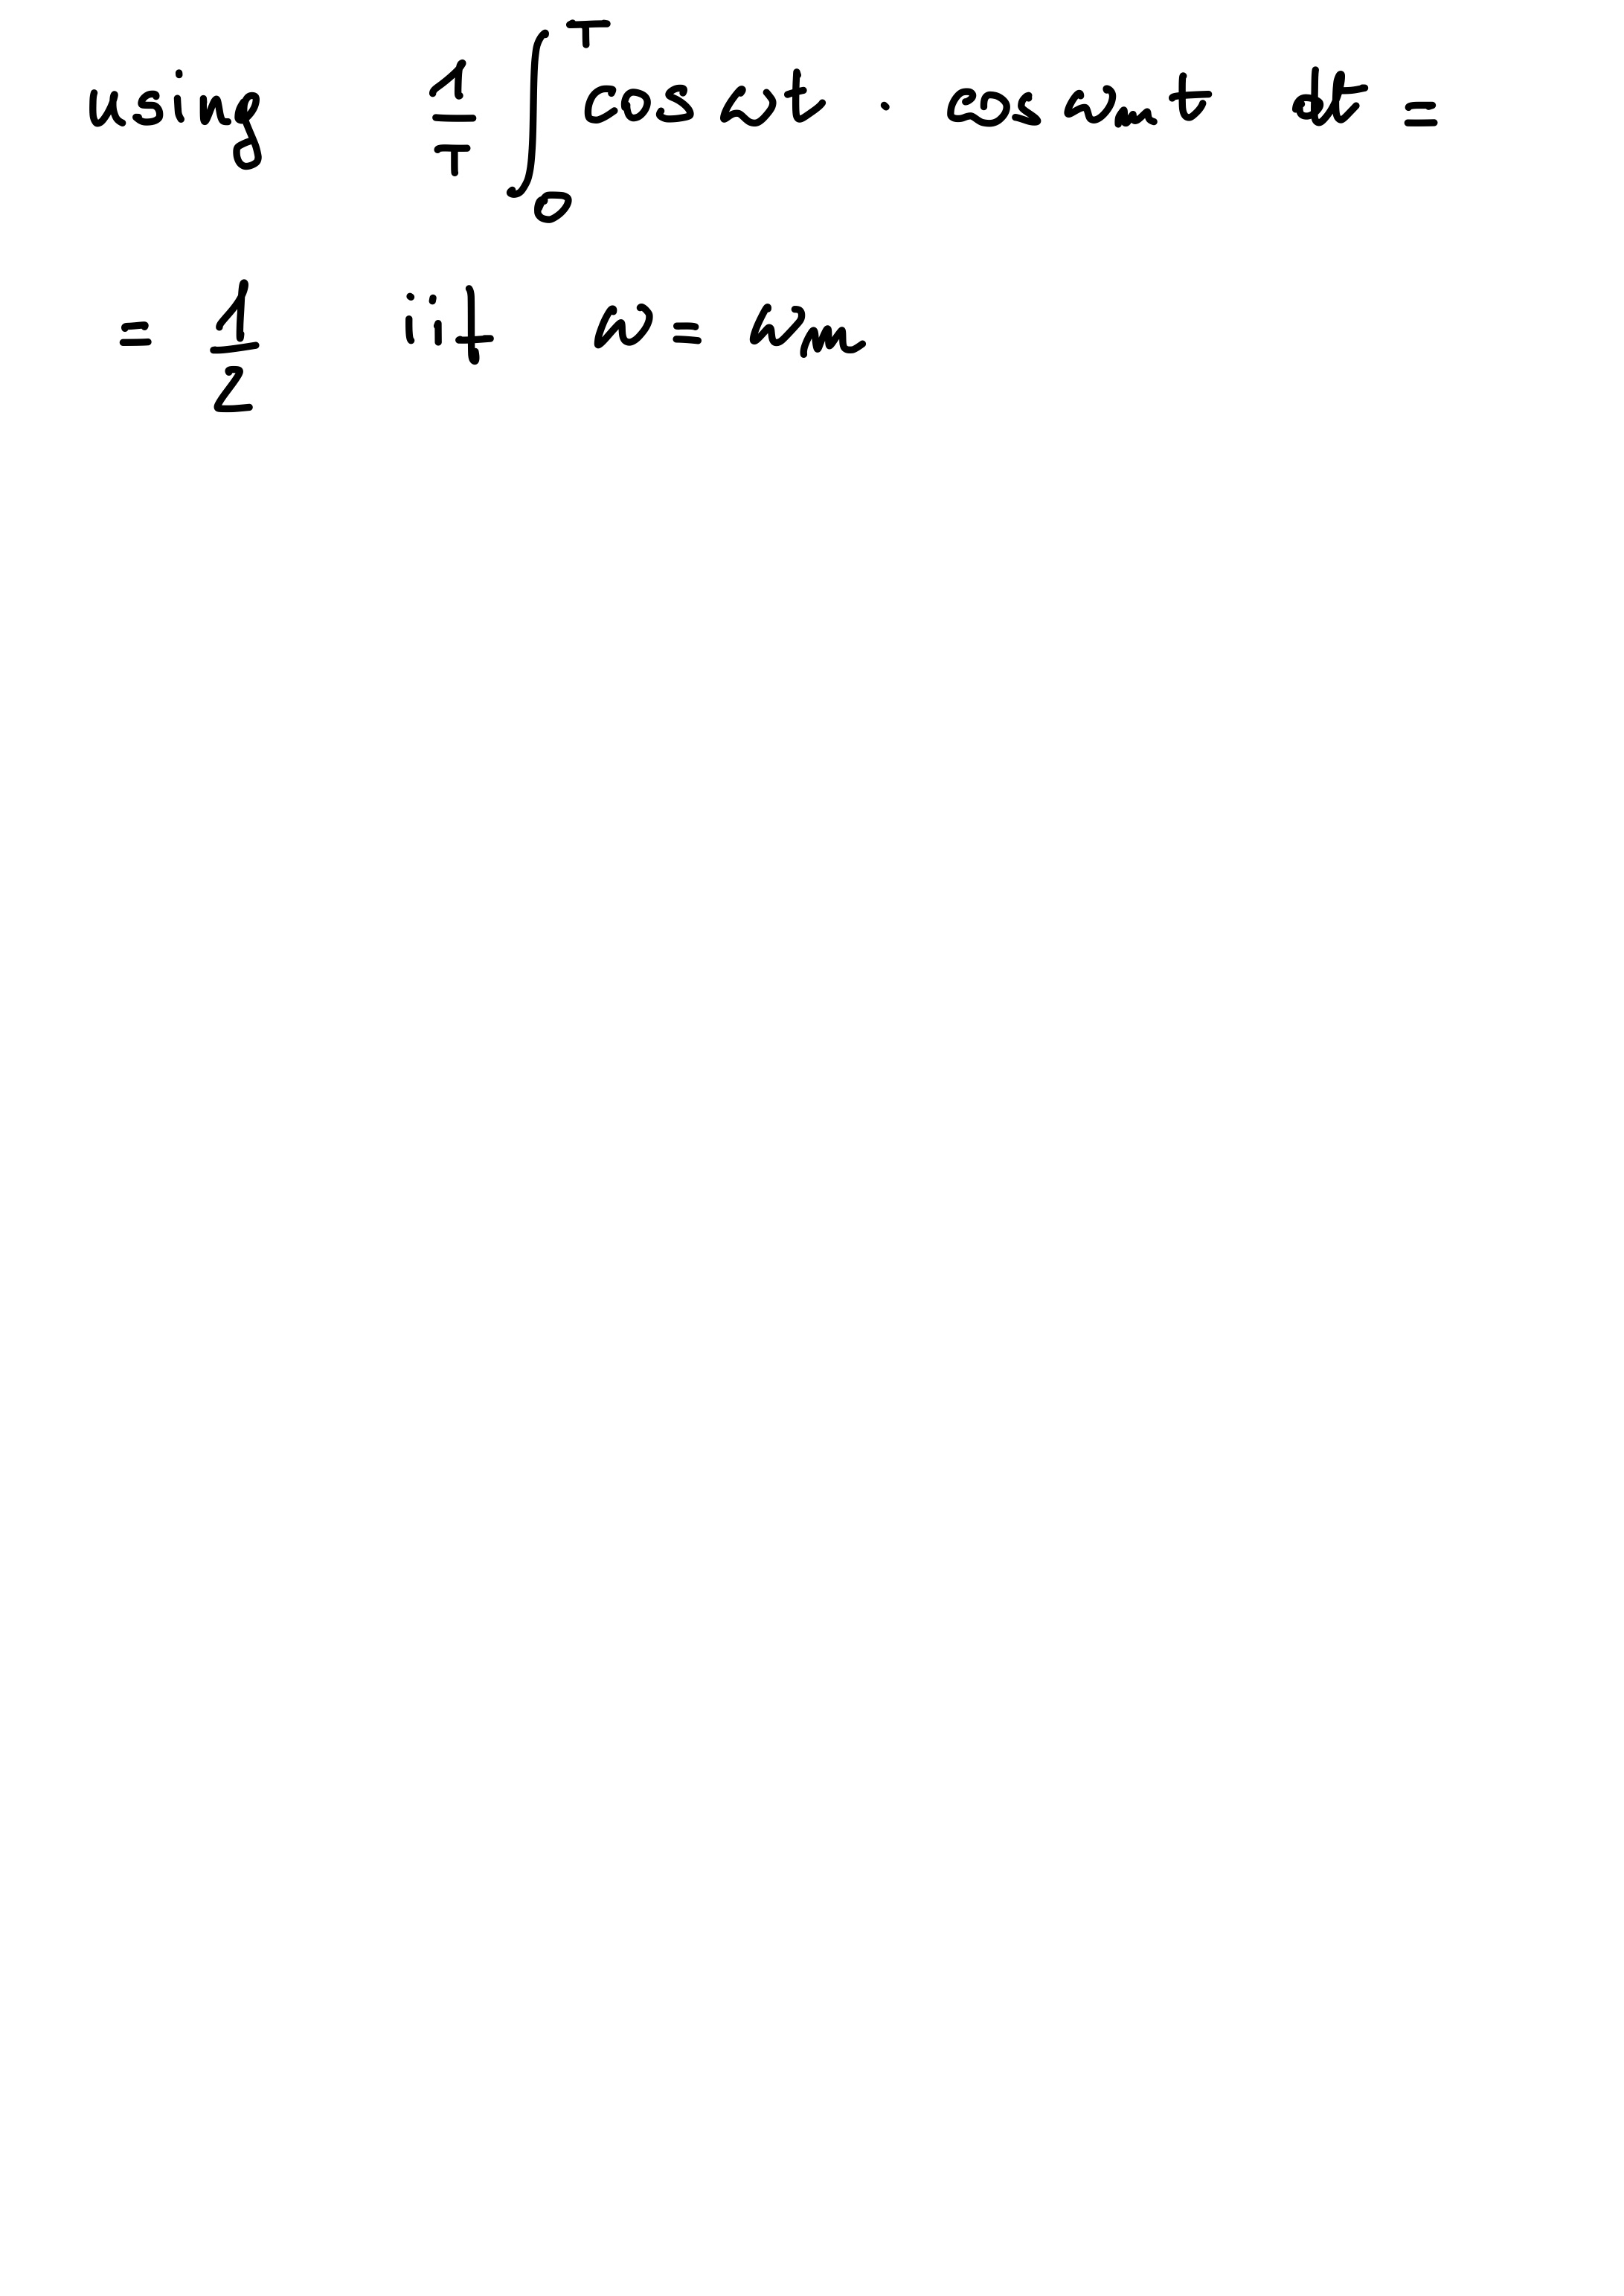 using 1/T ∫₀ᵀ cos ωt · cos ωₘt dt =
= 1/2 iif ω = ωₘ